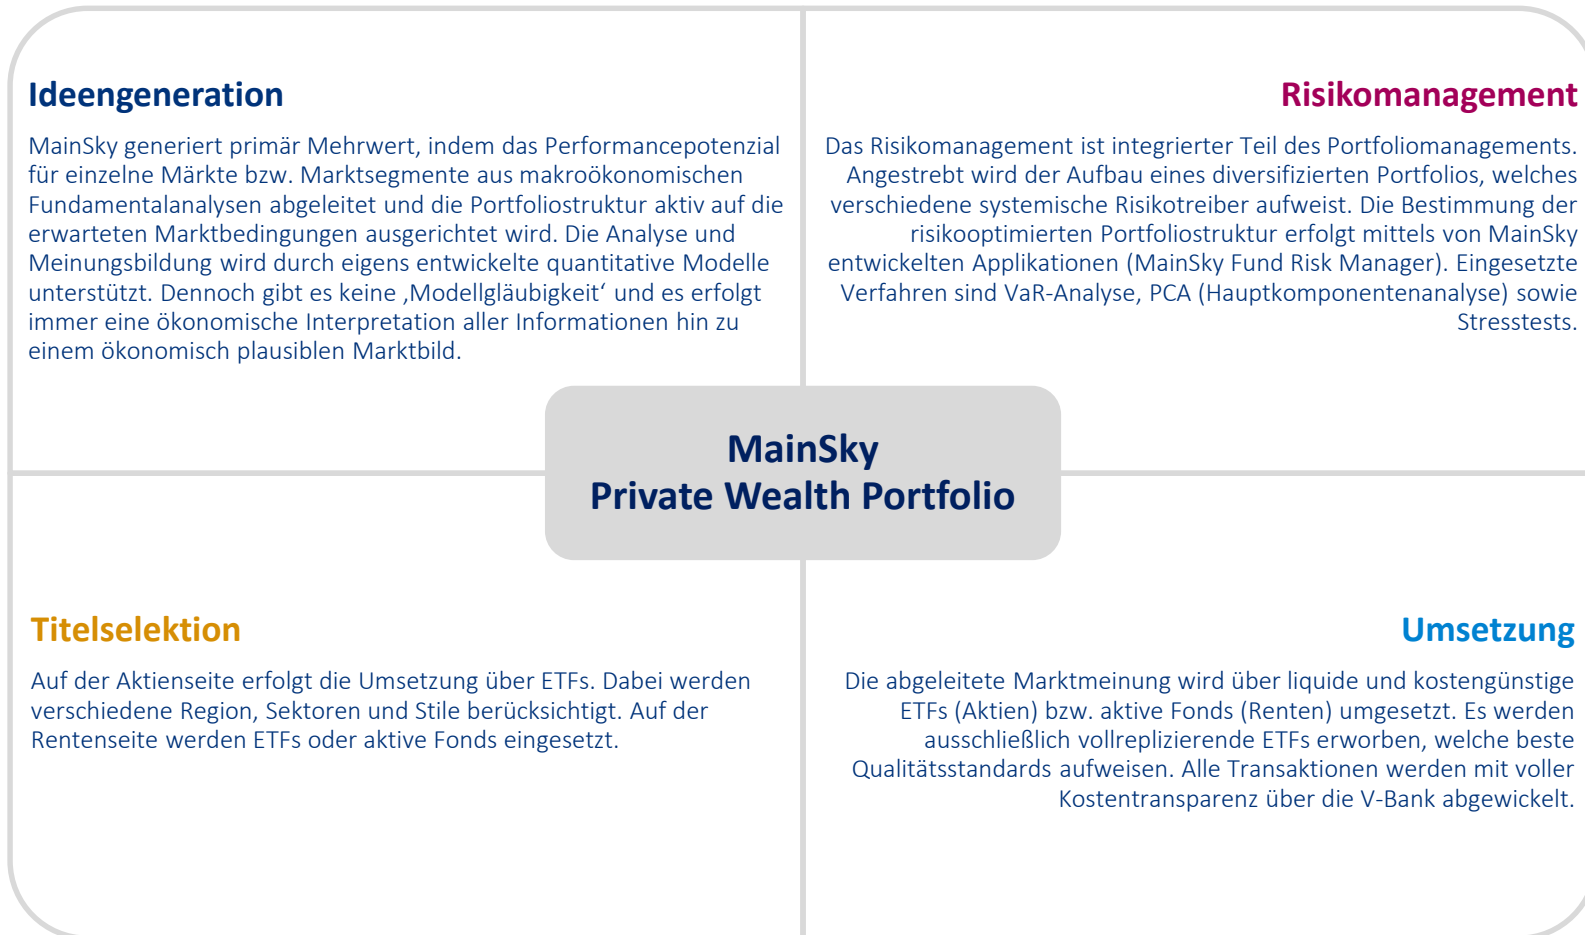 Ideengeneration
MainSky generiert primär Mehrwert, indem das Performancepotenzial
für einzelne Märkte bzw. Marktsegmente aus makroökonomischen
Fundamentalanalysen abgeleitet und die Portfoliostruktur aktiv auf die
erwarteten Marktbedingungen ausgerichtet wird. Die Analyse und
Meinungsbildung wird durch eigens entwickelte quantitative Modelle
unterstützt. Dennoch gibt es keine ‚Modellgläubigkeit‘ und es erfolgt
immer eine ökonomische Interpretation aller Informationen hin zu
einem ökonomisch plausiblen Marktbild.
Risikomanagement
Das Risikomanagement ist integrierter Teil des Portfoliomanagements.
Angestrebt wird der Aufbau eines diversifizierten Portfolios, welches
verschiedene systemische Risikotreiber aufweist. Die Bestimmung der
risikooptimierten Portfoliostruktur erfolgt mittels von MainSky
entwickelten Applikationen (MainSky Fund Risk Manager). Eingesetzte
Verfahren sind VaR-Analyse, PCA (Hauptkomponentenanalyse) sowie
Stresstests.
MainSky
Private Wealth Portfolio
Titelselektion
Auf der Aktienseite erfolgt die Umsetzung über ETFs. Dabei werden
verschiedene Region, Sektoren und Stile berücksichtigt. Auf der
Rentenseite werden ETFs oder aktive Fonds eingesetzt.
Umsetzung
Die abgeleitete Marktmeinung wird über liquide und kostengünstige
ETFs (Aktien) bzw. aktive Fonds (Renten) umgesetzt. Es werden
ausschließlich vollreplizierende ETFs erworben, welche beste
Qualitätsstandards aufweisen. Alle Transaktionen werden mit voller
Kostentransparenz über die V-Bank abgewickelt.